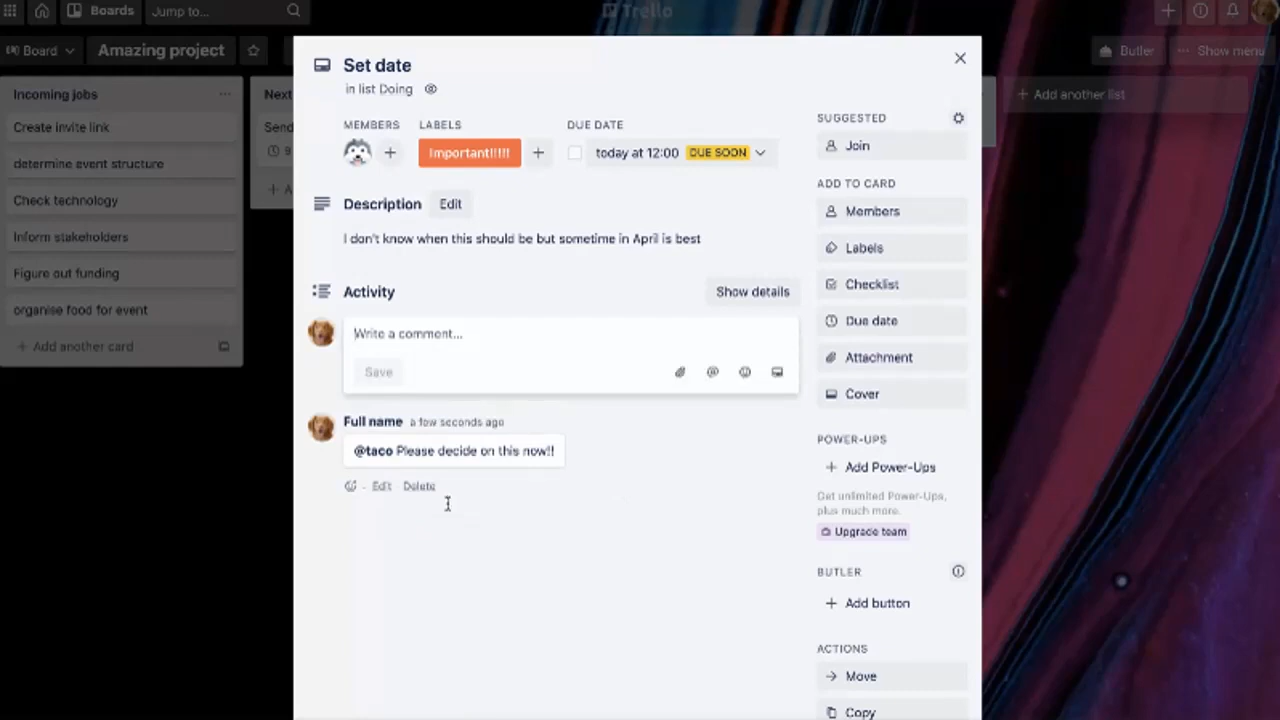 Boards
Jump to...
Trello
Board
Amazing project
Butler
Show menu
Incoming jobs
Create invite link
determine event structure
Check technology
Inform stakeholders
Figure out funding
organise food for event
+ Add another card
Next
Send
9
+ Add another list
Set date
in list Doing
MEMBERS
LABELS
DUE DATE
Important!!!!!
today at 12:00 DUE SOON
Description
Edit
I don't know when this should be but sometime in April is best
Activity
Show details
Write a comment...
Save
Full name a few seconds ago
@taco Please decide on this now!!
- Edit Delete
SUGGESTED
Join
ADD TO CARD
Members
Labels
Checklist
Due date
Attachment
Cover
POWER-UPS
+ Add Power-Ups
Get unlimited Power-Ups,
plus much more.
Upgrade team
BUTLER
+ Add button
ACTIONS
Move
Copy